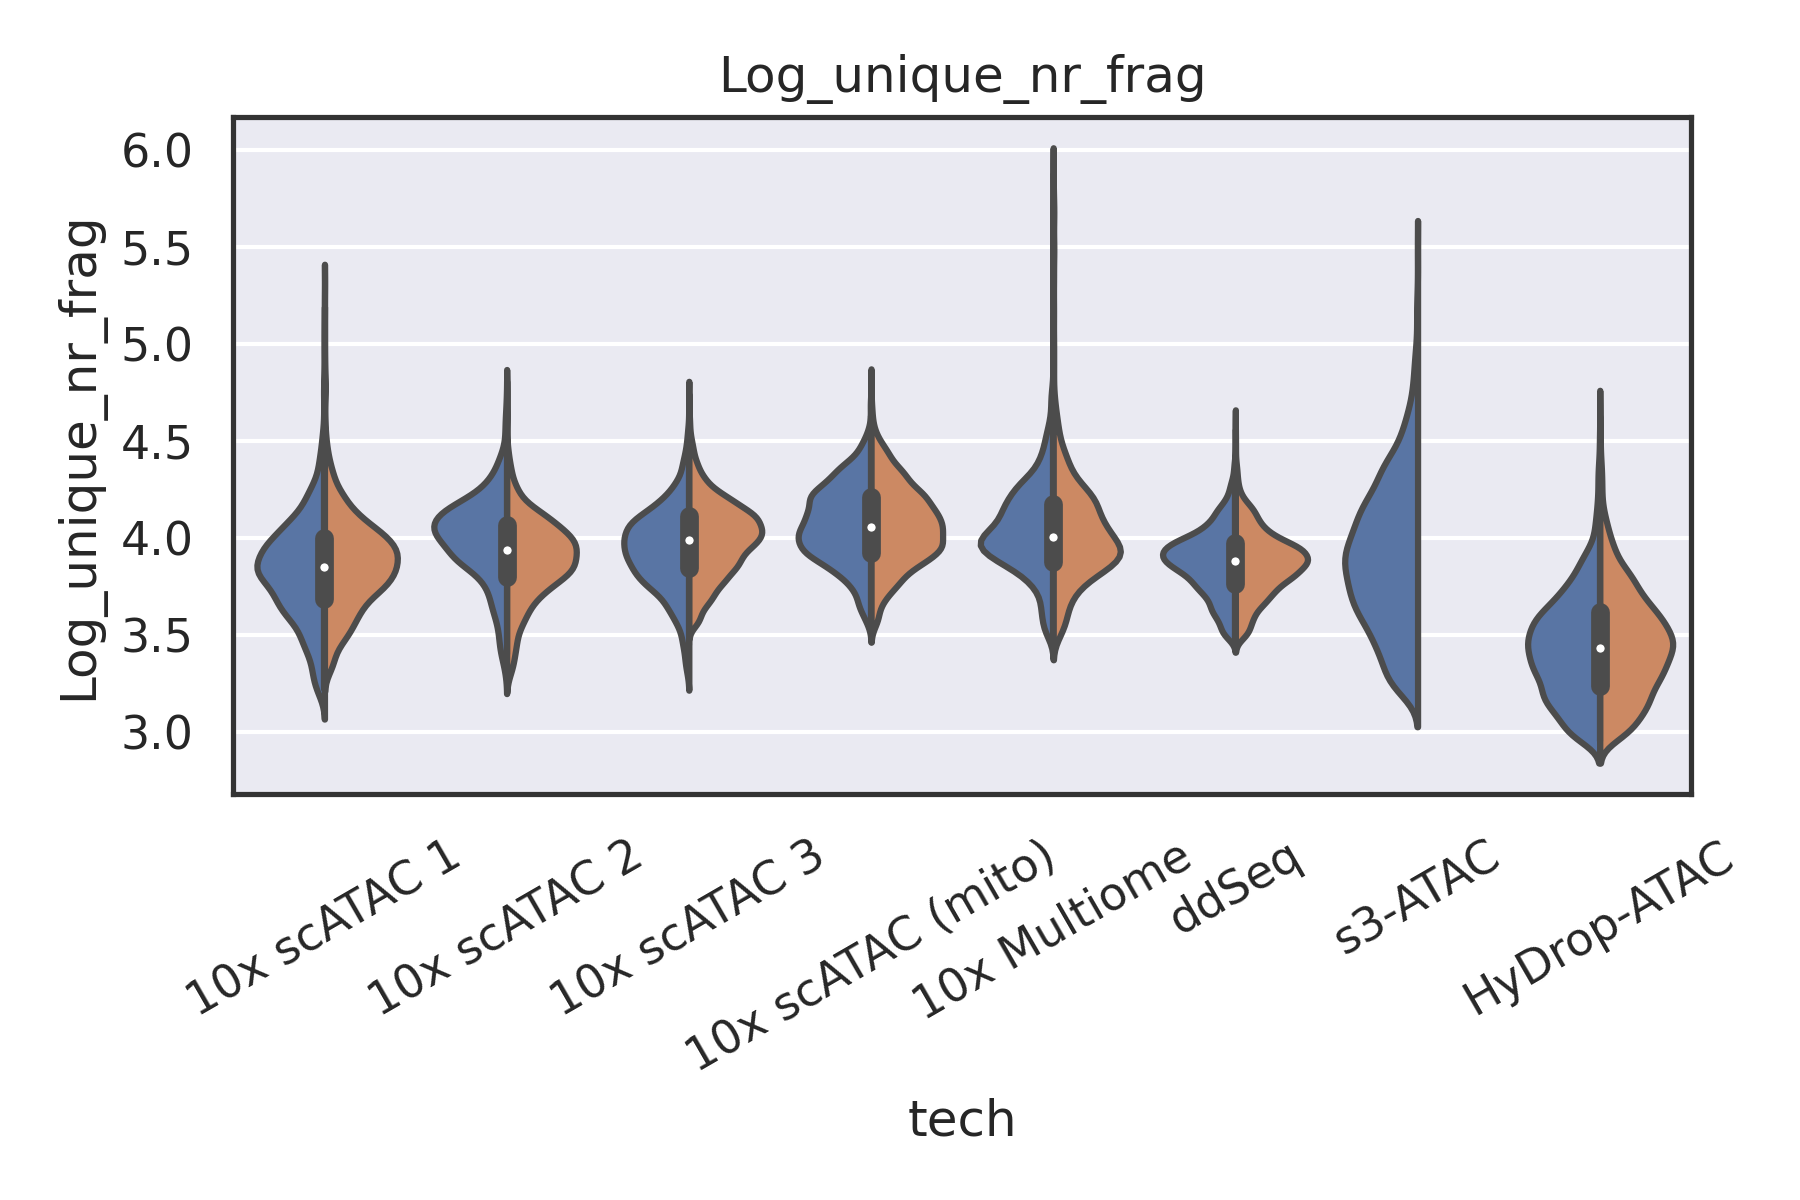 Log_unique_nr_frag
Log_unique_nr_frag
6.0
5.5
5.0
4.5
4.0
3.5
3.0
10x scATAC 1
10x scATAC 2
10x scATAC 3
10x scATAC (mito)
10x Multiome
ddSeq
s3-ATAC
HyDrop-ATAC
tech